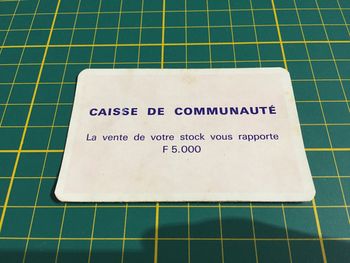 CAISSE DE COMMUNAUTÉ
La vente de votre stock vous rapporte
F 5.000